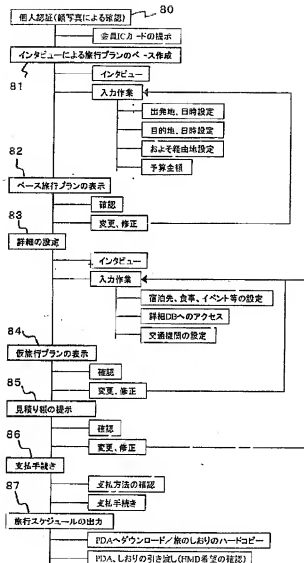 80
個人認証(顔写真による確認)
会員ICカードの提示
インタビューによる旅行プランのベース作成
81
インタビュー
入力作業
出発地、日時設定
目的地、日時設定
およそ経由地設定
予算金額
82
ベース旅行プランの表示
確認
変更、修正
83
詳細の設定
インタビュー
入力作業
宿泊先、食事、イベント等の設定
詳細DBへのアクセス
交通機関の設定
84
仮旅行プランの表示
確認
変更、修正
85
見積り額の提示
確認
変更、修正
86
支払手続き
支払方法の確認
支払手続き
87
旅行スケジュールの出力
PDAへダウンロード/旅のしおりのハードコピー
PDA、しおりの引き渡し(HMD希望の確認)